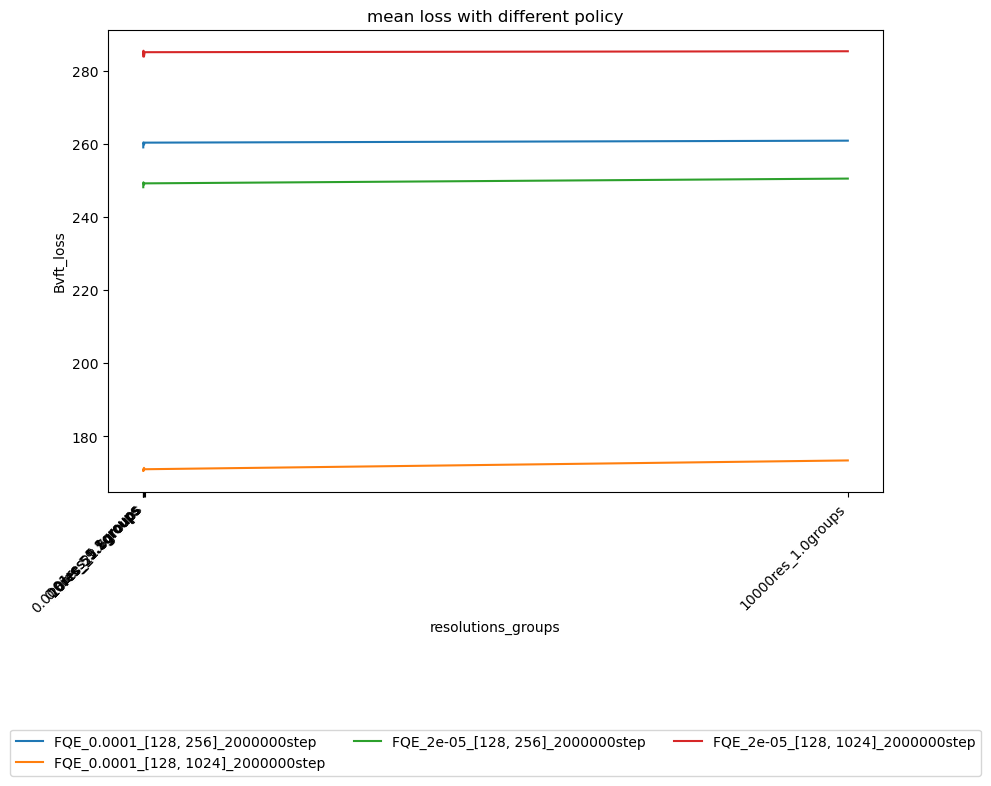 mean loss with different policy
280
260
240
220
200
180
Bvft_loss
10000res_1.0groups
resolutions_groups
FQE_0.0001_[128, 256]_2000000step
FQE_2e-05_[128, 256]_2000000step
FQE_2e-05_[128, 1024]_2000000step
FQE_0.0001_[128, 1024]_2000000step